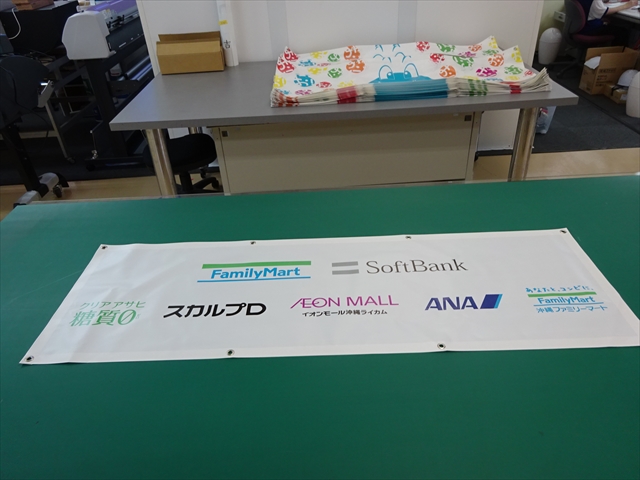 FamilyMart
SoftBank
クリアアサヒ
糖質0
スカルプD
ÆON MALL
イオンモール沖縄ライカム
ANA
あなたと、コンビに、
FamilyMart
沖縄ファミリーマート